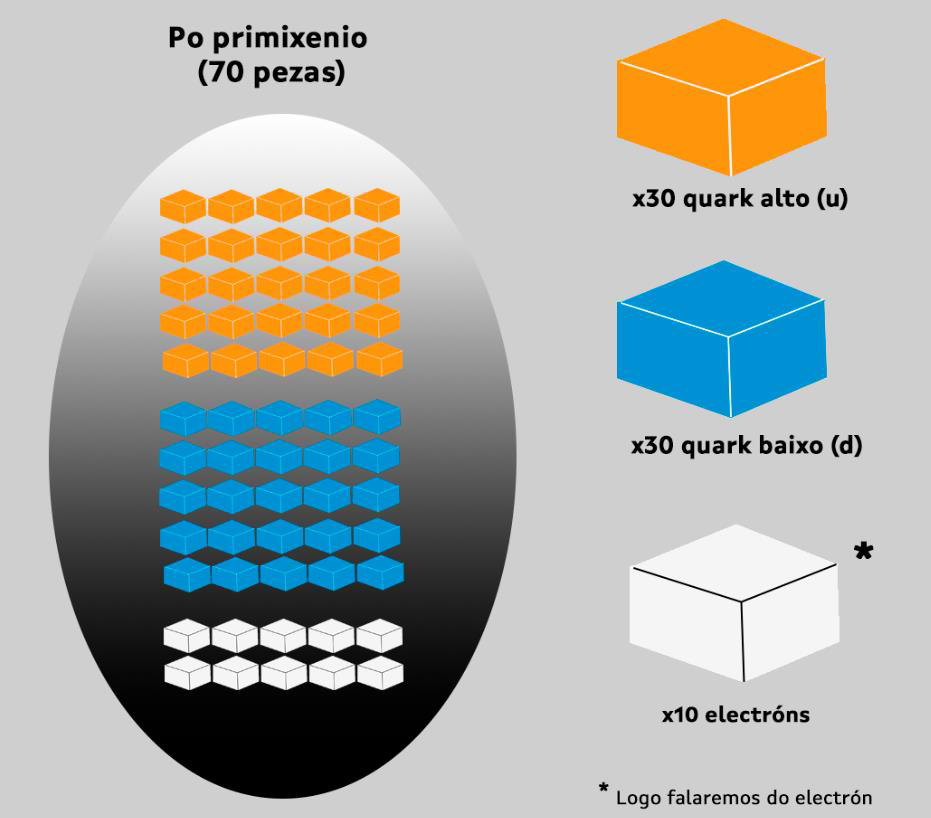 Po primixenio
(70 pezas)
x30 quark alto (u)
x30 quark baixo (d)
*
x10 electróns
* Logo falaremos do electrón